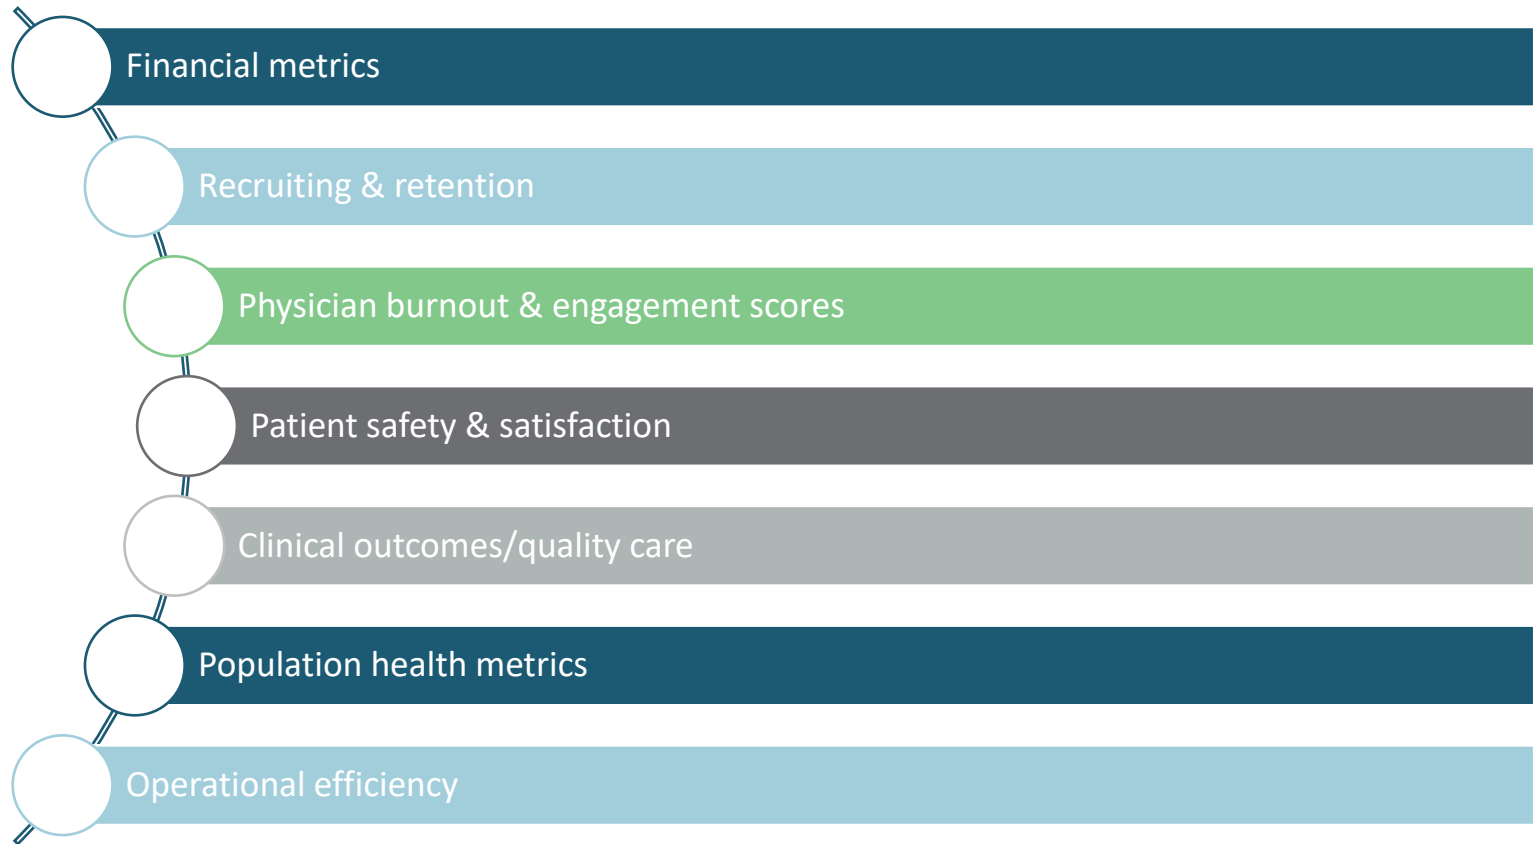 Financial metrics
Recruiting & retention
Physician burnout & engagement scores
Patient safety & satisfaction
Clinical outcomes/quality care
Population health metrics
Operational efficiency